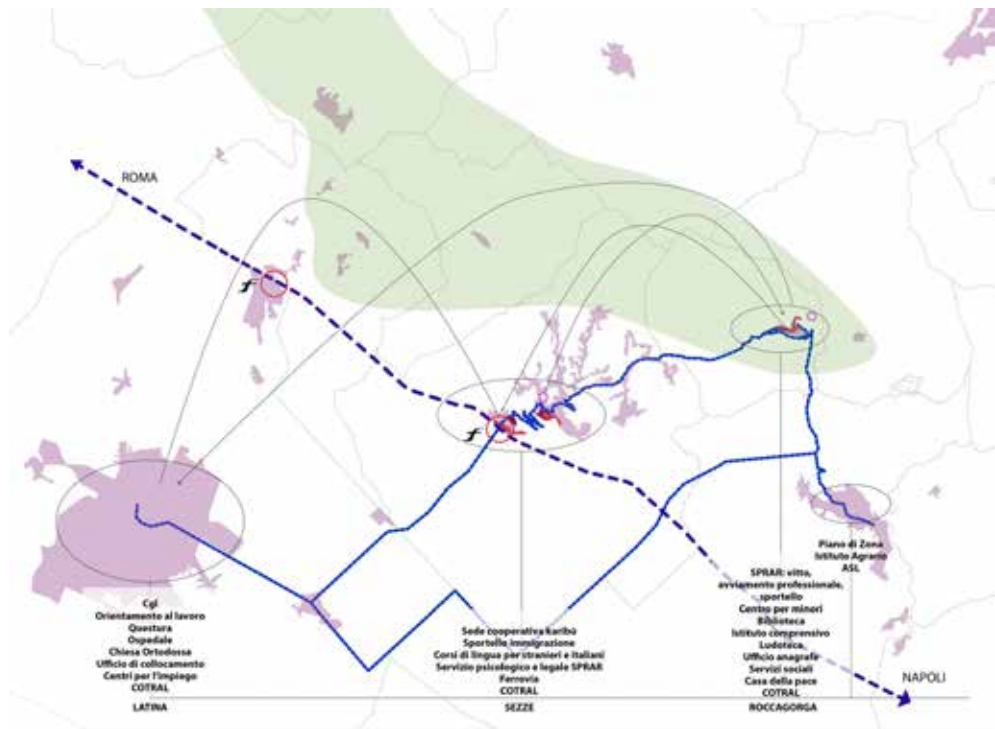 ROMA
f
f
Cgl
Orientamento al lavoro
Questura
Ospedale
Chiesa Ortodossa
Ufficio di collocamento
Centri per l'impiego
COTRAL
LATINA
Sede cooperativa karibù
Sportello immigrazione
Corsi di lingua per stranieri e italiani
Servizio psicologico e legale SPRAR
Ferrovia
COTRAL
SEZZE
SPRAR: vitto,
avviamento professionale,
sportello
Centro per minori
Biblioteca
Istituto comprensivo
Ludoteca
Ufficio anagrafe
Servizi sociali
Casa della pace
COTRAL
ROCCAGORGA
Piano di Zona
Istituto Agrario
ASL
NAPOLI